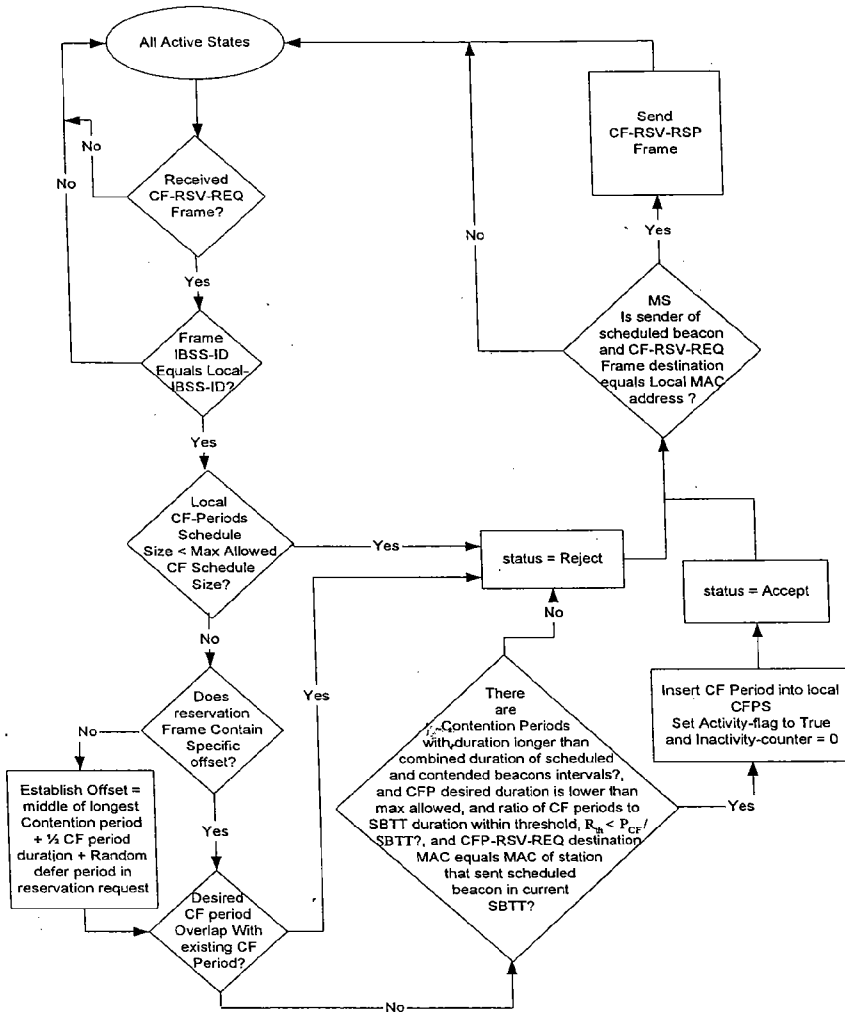 All Active States
Received
CF-RSV-REQ
Frame?
No
No
Yes
Frame
IBSS-ID
Equals Local-
IBSS-ID?
Yes
Local
CF-Periods
Schedule
Size < Max Allowed
CF Schedule
Size?
Yes
No
Does
reservation
Frame Contain
Specific
offset?
No
Yes
Establish Offset =
middle of longest
Contention period
+ ½ CF period
duration + Random
defer period in
reservation request
Desired
CF period
Overlap With
existing CF
Period?
Yes
No
There
are
Contention Periods
with duration longer than
combined duration of scheduled
and contended beacons intervals?,
and CFP desired duration is lower than
max allowed, and ratio of CF periods to
SBTT duration within threshold, Rth < PCF/
SBTT?, and CFP-RSV-REQ destination
MAC equals MAC of station
that sent scheduled
beacon in current
SBTT?
No
Yes
status = Reject
Insert CF Period into local
CFPS
Set Activity-flag to True
and Inactivity-counter = 0
status = Accept
MS
Is sender of
scheduled beacon
and CF-RSV-REQ
Frame destination
equals Local MAC
address ?
No
Yes
Send
CF-RSV-RSP
Frame